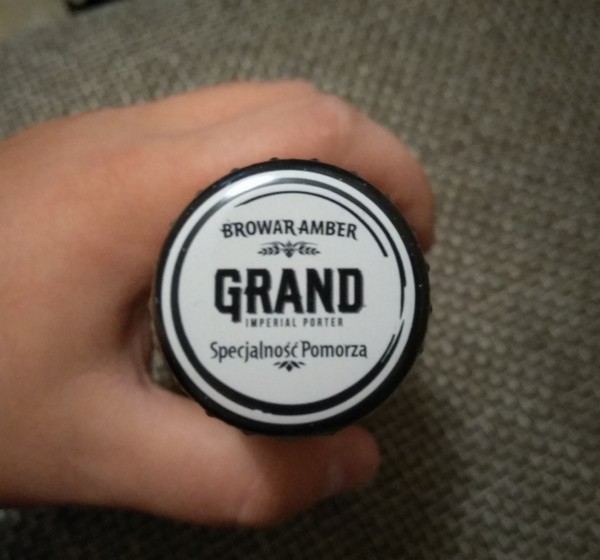 BROWAR AMBER
GRAND
IMPERIAL PORTER
Specjalność Pomorza